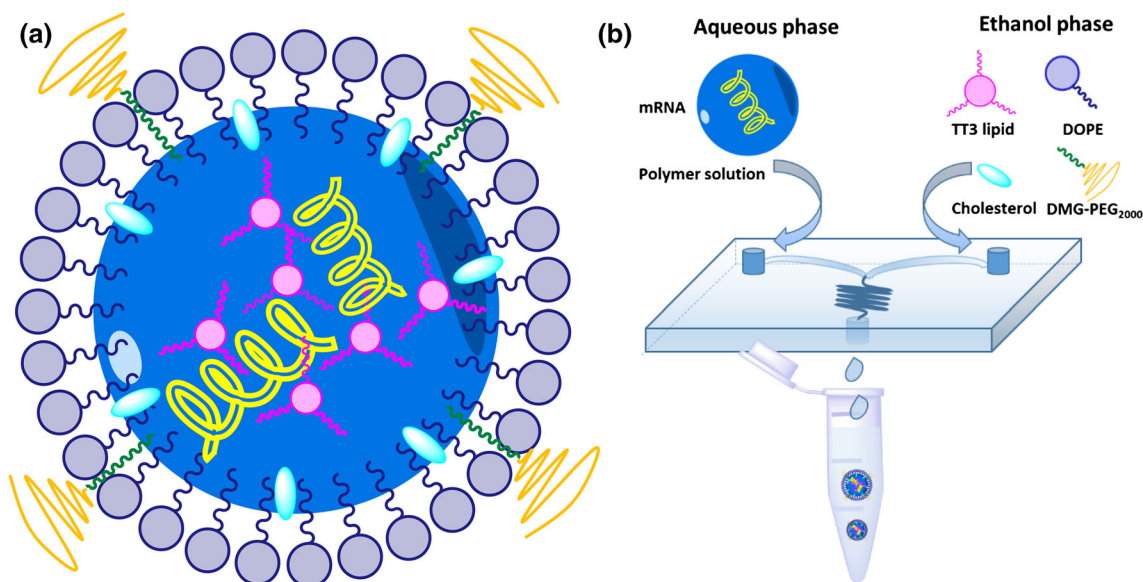 (a)
(b)
Aqueous phase
Ethanol phase
mRNA
TT3 lipid
DOPE
Polymer solution
Cholesterol
DMG-PEG2000